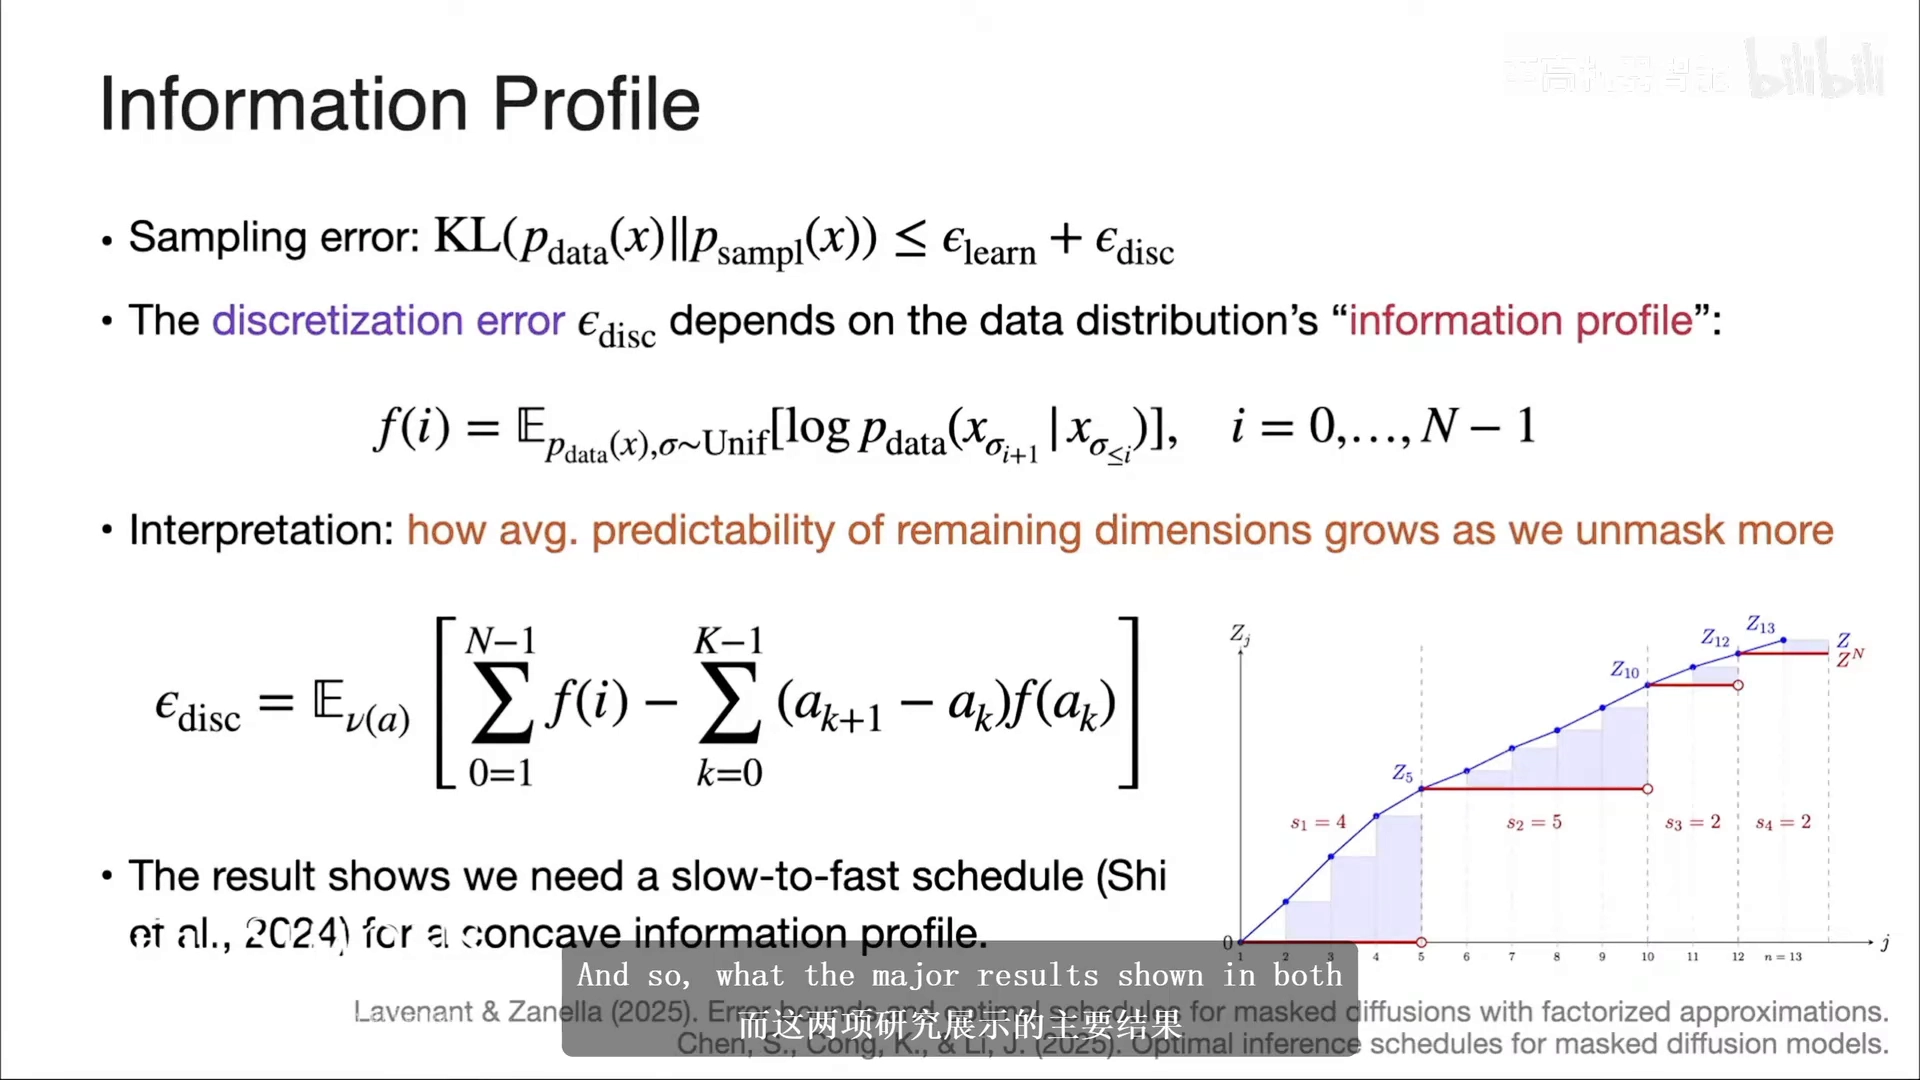 bilibili
Information Profile
• Sampling error: KL(p_data(x)||p_sampl(x)) ≤ ϵ_learn + ϵ_disc
• The discretization error ϵ_disc depends on the data distribution’s “information profile”:
f(i) = 𝔼_{p_data(x),σ∼Unif}[log p_data(x_{σ_{i+1}} | x_{σ_{≤i}})], i = 0,…, N − 1
• Interpretation: how avg. predictability of remaining dimensions grows as we unmask more
ϵ_disc = 𝔼_{ν(a)} [ ∑_{0=1}^{N−1} f(i) − ∑_{k=0}^{K−1} (a_{k+1} − a_k)f(a_k) ]
Z_j
Z_13
Z_12
Z
Z^N
Z_10
Z_5
s_1 = 4
s_2 = 5
s_3 = 2
s_4 = 2
0
1 2 3 4 5 6 7 8 9 10 11 12 n = 13
j
• The result shows we need a slow-to-fast schedule (Shi
et al., 2024) for a concave information profile.
And so, what the major results shown in both
而这两项研究展示的主要结果
Lavenant & Zanella (2025). Error bounds and optimal schedules for masked diffusions with factorized approximations.
Chen, S., Cong, K., & Li, J. (2025). Optimal inference schedules for masked diffusion models.